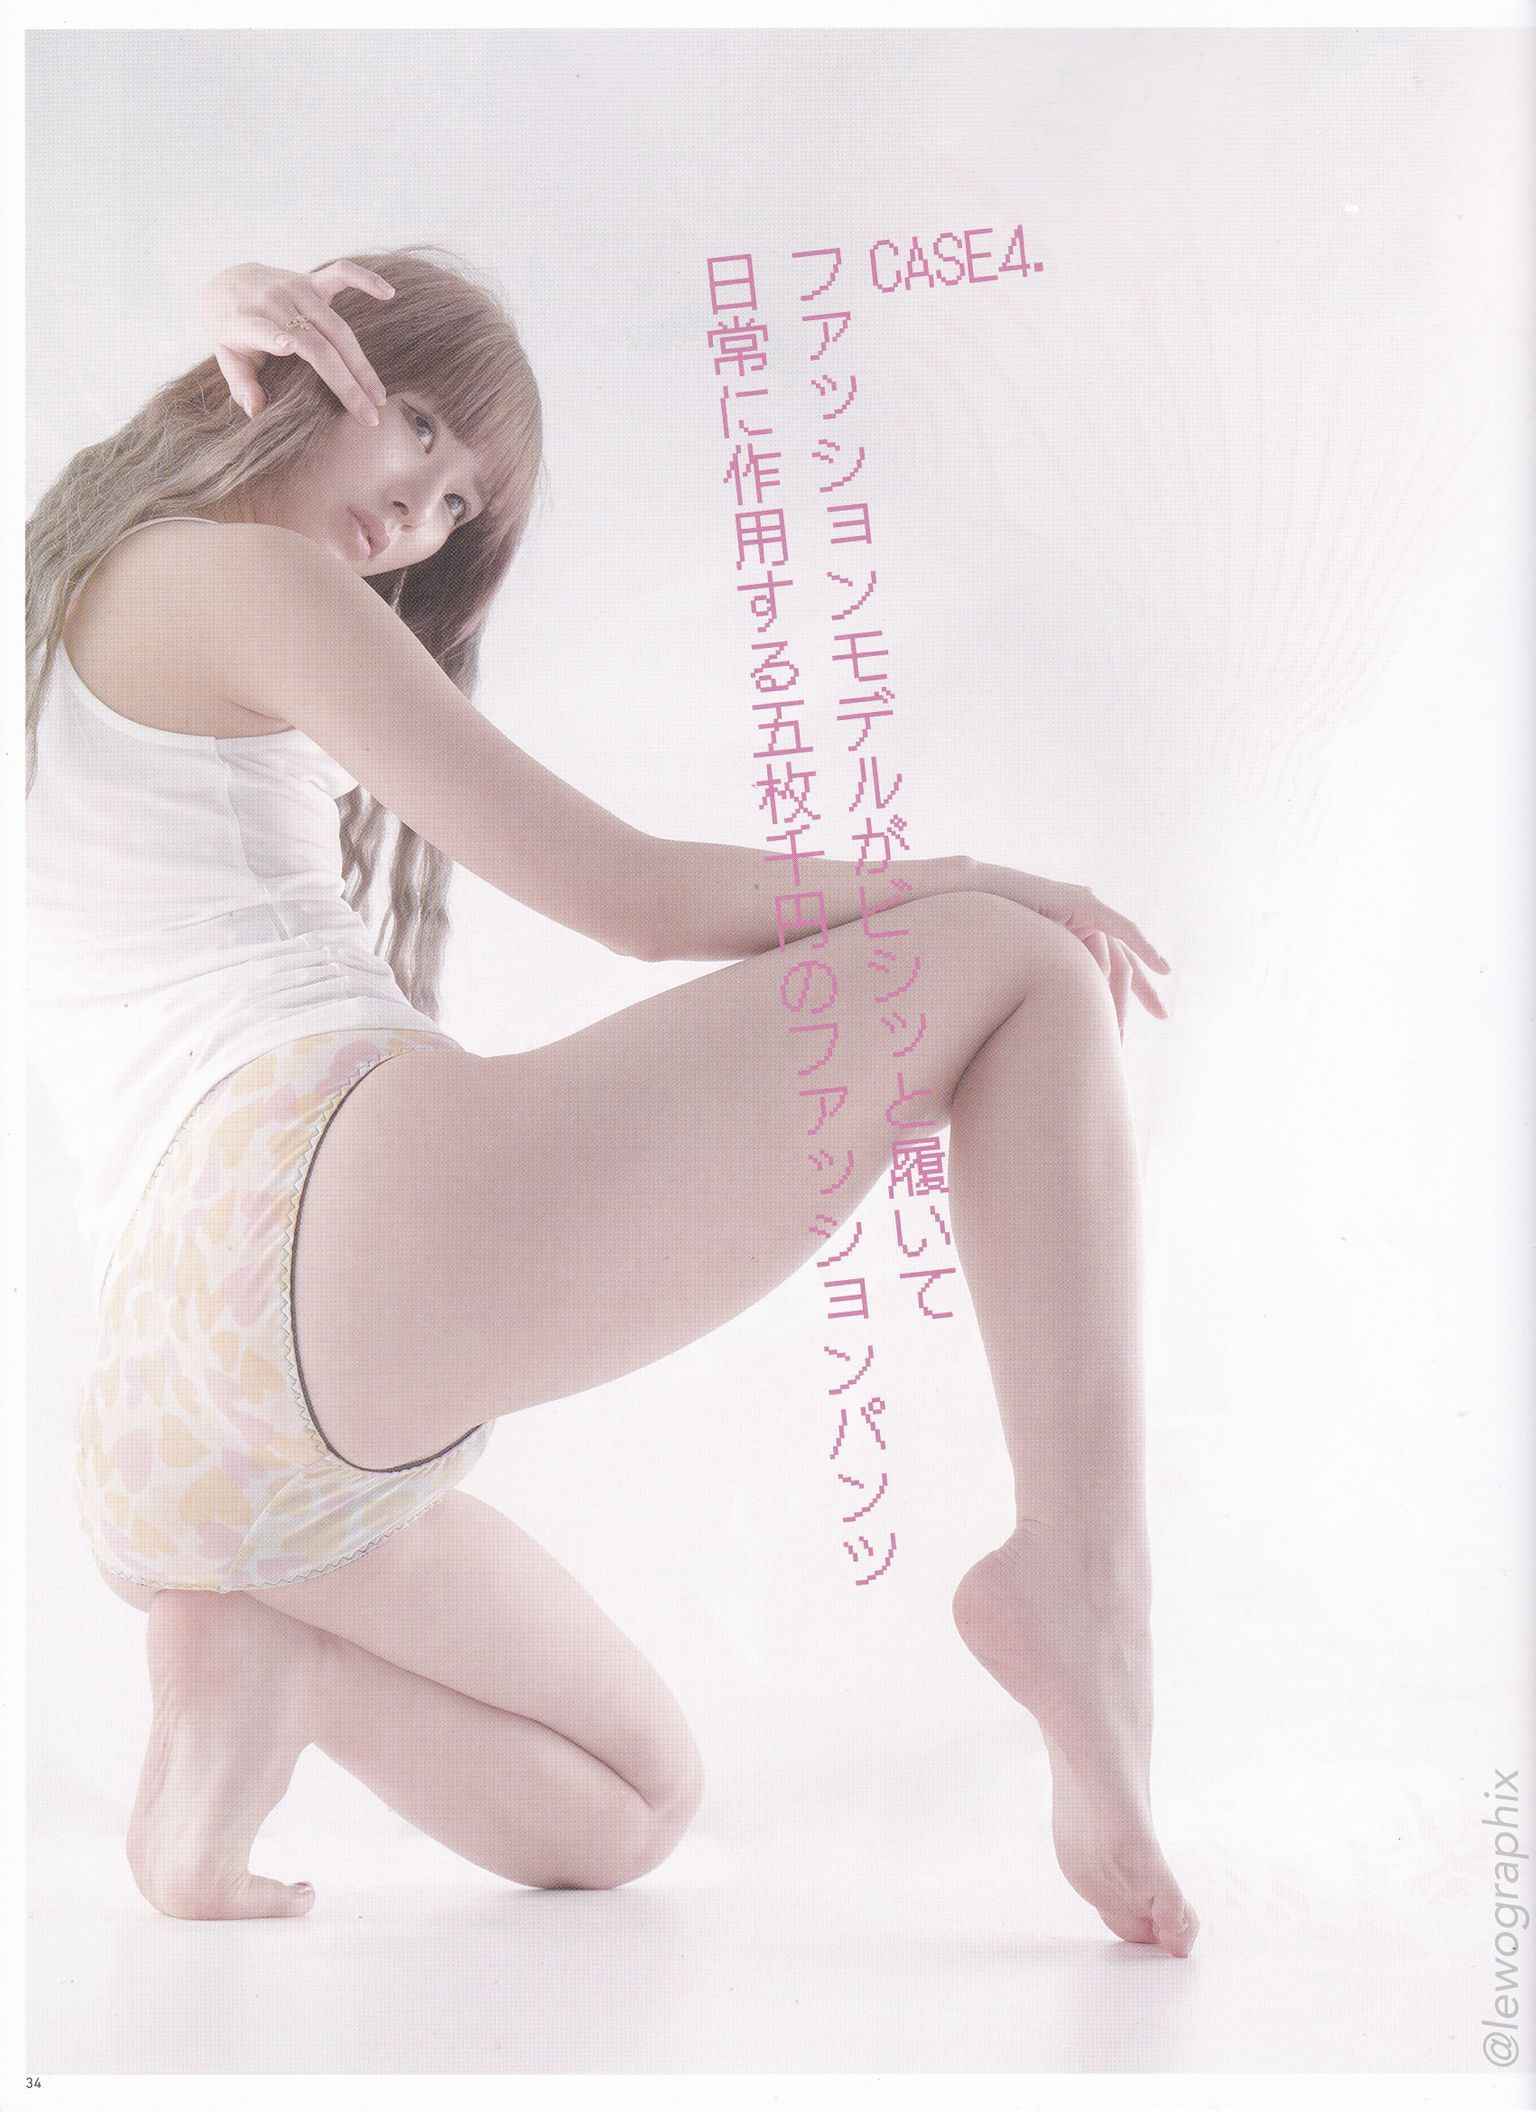 CASE4.
ファッションモデルがビシッと履いて
日常に作用する五枚千円のファッションパンツ
34
@lewographix